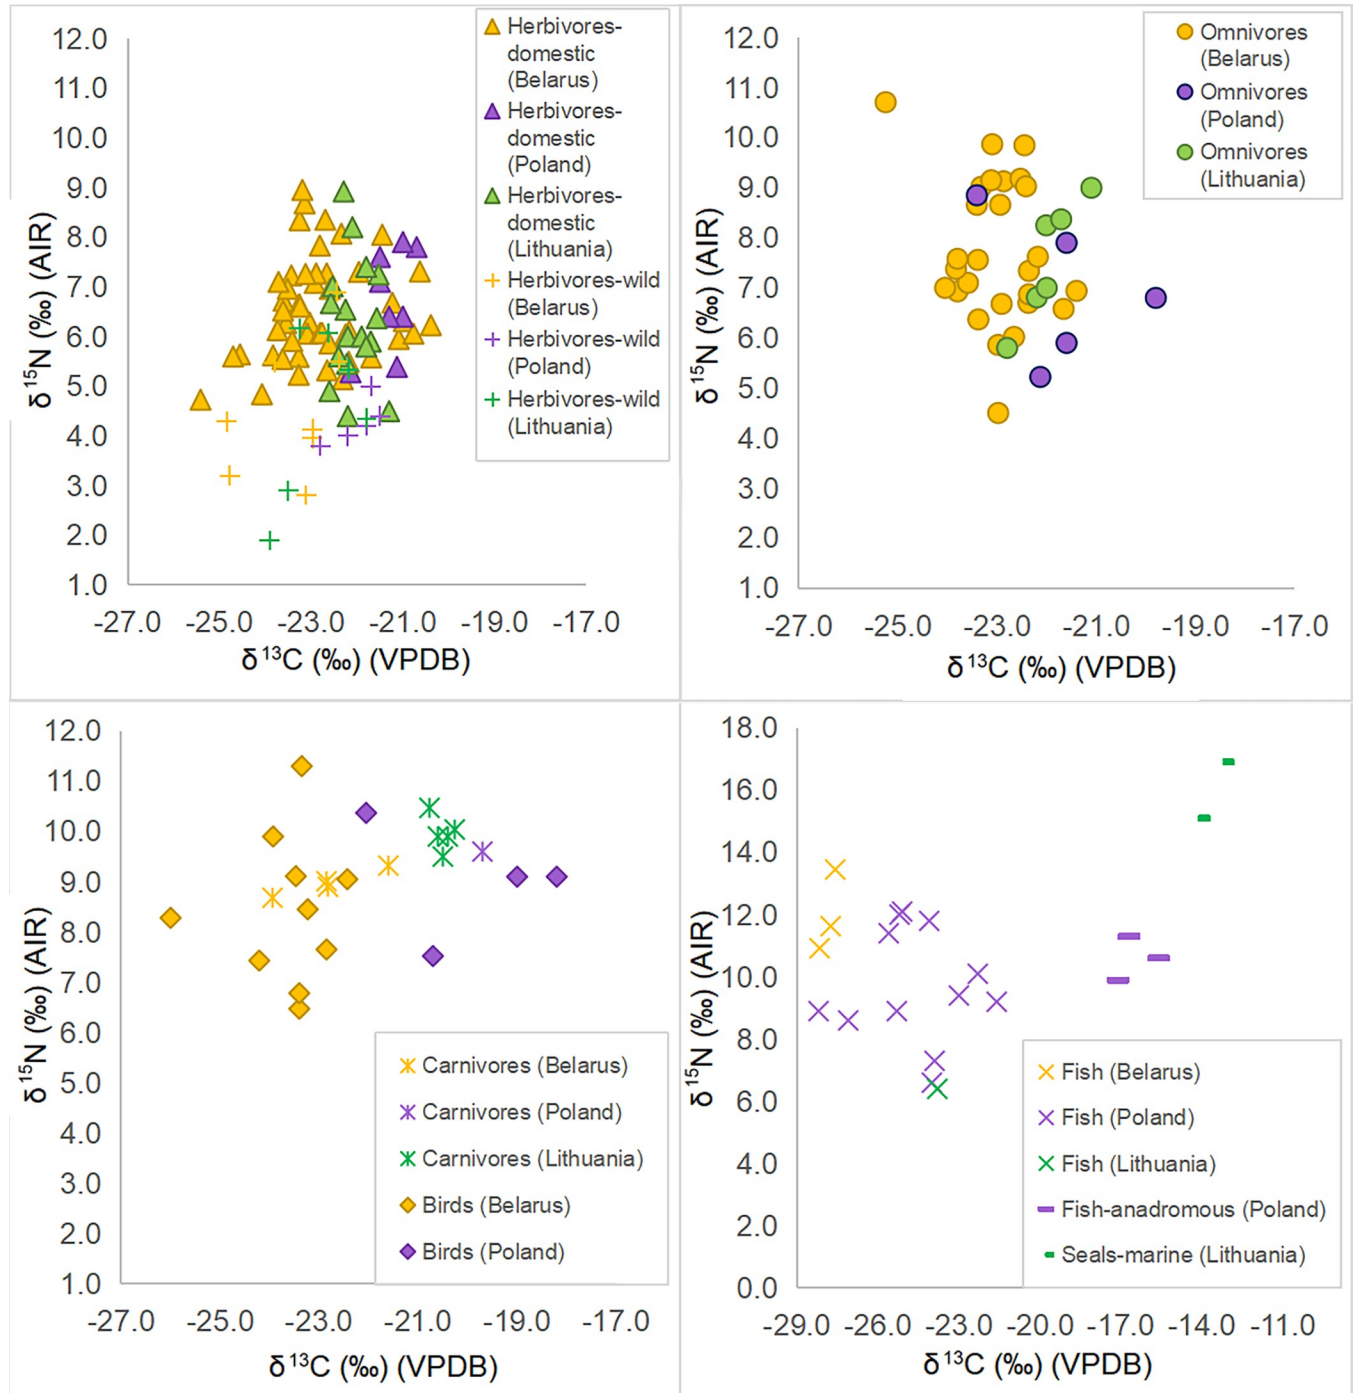 12.0
11.0
10.0
9.0
8.0
7.0
6.0
5.0
4.0
3.0
2.0
1.0
δ ¹⁵N (‰) (AIR)
-27.0 -25.0 -23.0 -21.0 -19.0 -17.0
δ ¹³C (‰) (VPDB)
Herbivores-
domestic
(Belarus)
Herbivores-
domestic
(Poland)
Herbivores-
domestic
(Lithuania)
Herbivores-wild
(Belarus)
Herbivores-wild
(Poland)
Herbivores-wild
(Lithuania)
12.0
11.0
10.0
9.0
8.0
7.0
6.0
5.0
4.0
3.0
2.0
1.0
δ ¹⁵N (‰) (AIR)
-27.0 -25.0 -23.0 -21.0 -19.0 -17.0
δ ¹³C (‰) (VPDB)
Omnivores
(Belarus)
Omnivores
(Poland)
Omnivores
(Lithuania)
12.0
11.0
10.0
9.0
8.0
7.0
6.0
5.0
4.0
3.0
2.0
1.0
δ ¹⁵N (‰) (AIR)
-27.0 -25.0 -23.0 -21.0 -19.0 -17.0
δ ¹³C (‰) (VPDB)
Carnivores (Belarus)
Carnivores (Poland)
Carnivores (Lithuania)
Birds (Belarus)
Birds (Poland)
18.0
16.0
14.0
12.0
10.0
8.0
6.0
4.0
2.0
0.0
δ ¹⁵N (‰) (AIR)
-29.0 -26.0 -23.0 -20.0 -17.0 -14.0 -11.0
δ ¹³C (‰) (VPDB)
Fish (Belarus)
Fish (Poland)
Fish (Lithuania)
Fish-anadromous (Poland)
Seals-marine (Lithuania)